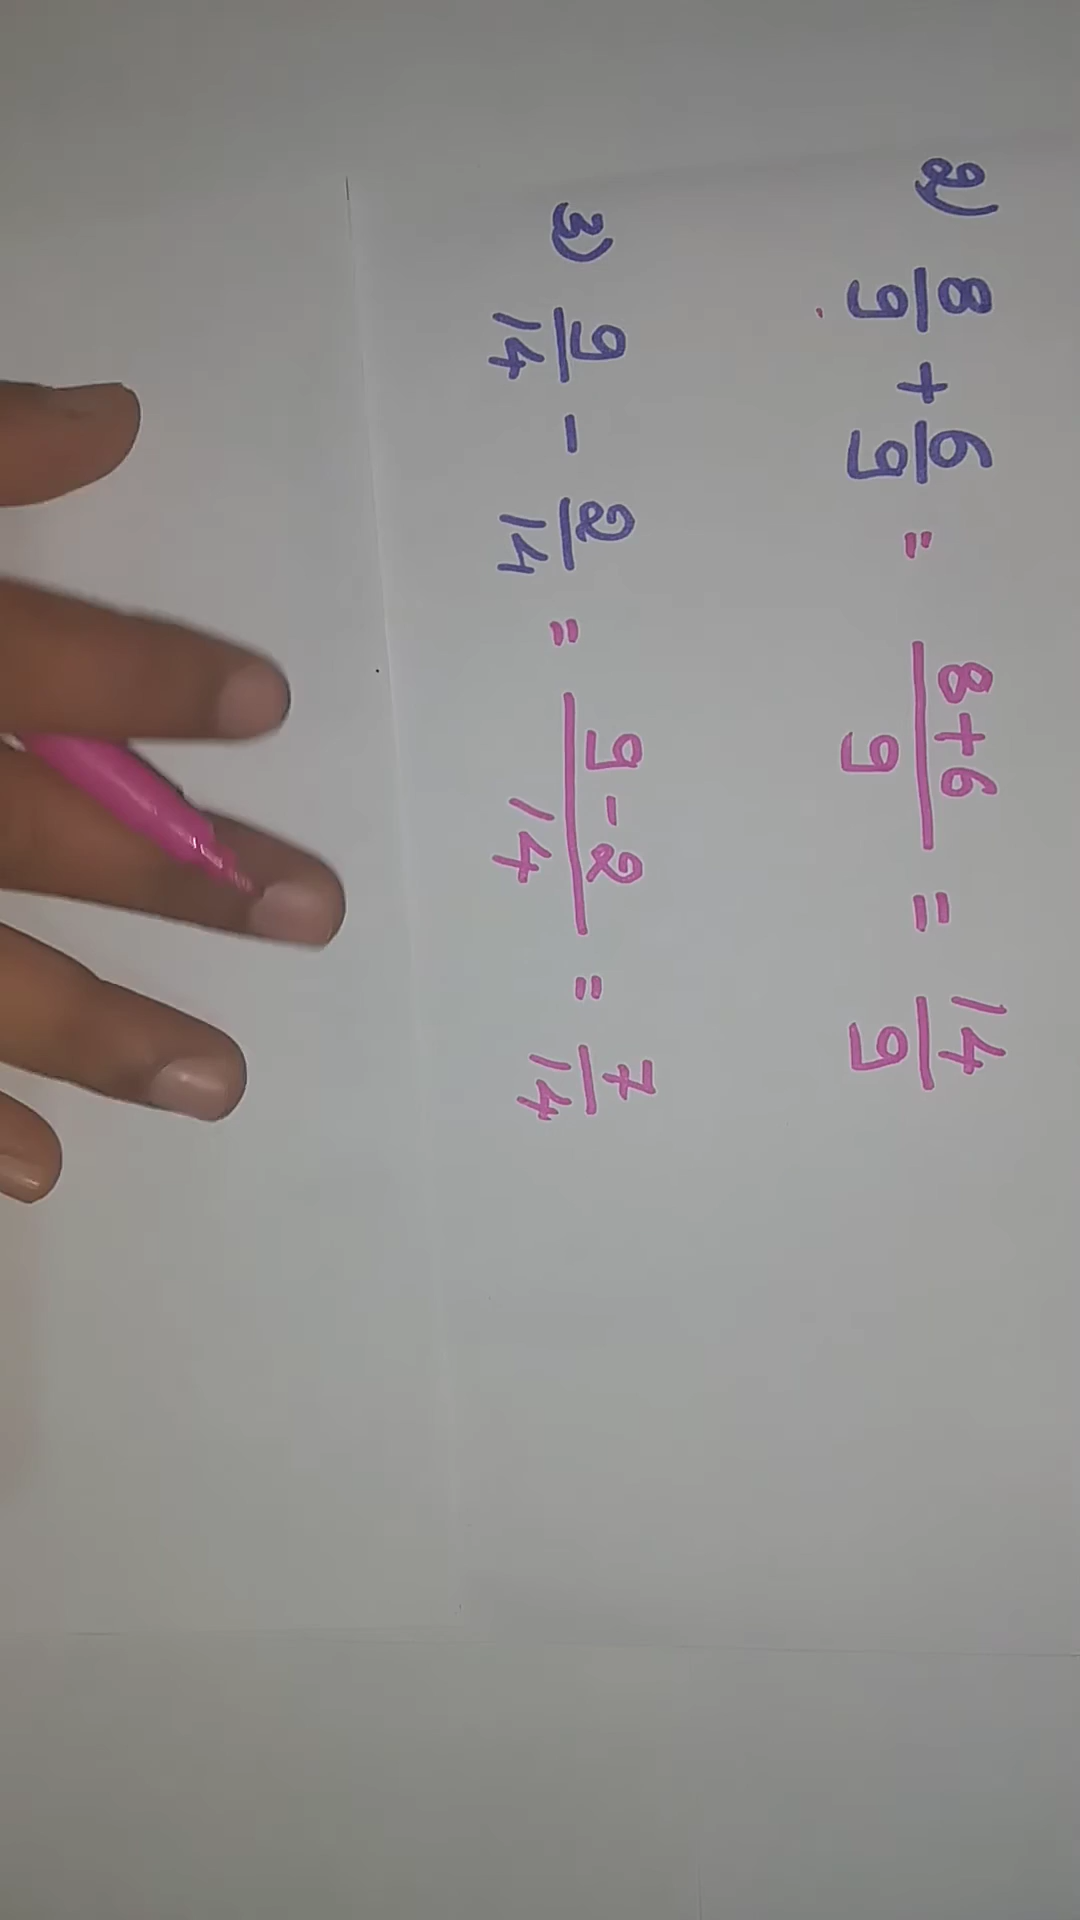 2) 8/9 + 6/9 = 8+6/9 = 14/9
3) 9/14 - 2/14 = 9-2/14 = 7/14